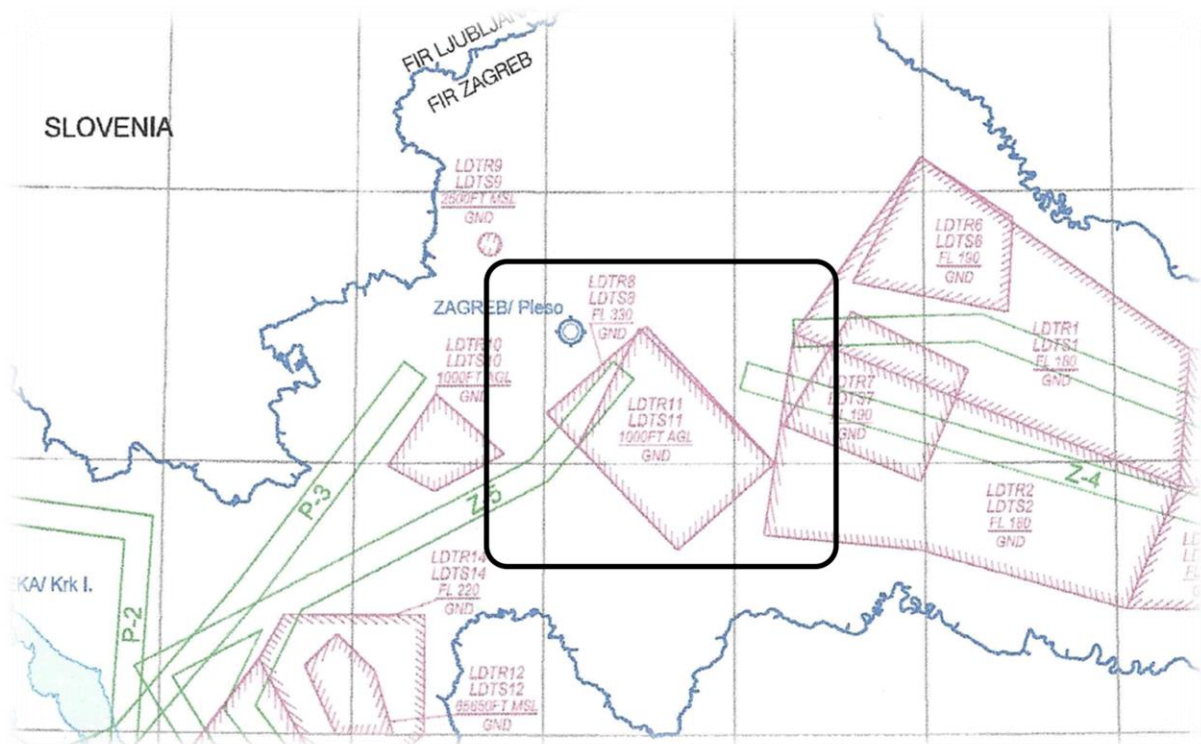 FIR LJUBLJANA
FIR ZAGREB
SLOVENIA
LDTR9
LDTS9
2500FT MSL
GND
LDTR6
LDTS6
FL 190
GND
ZAGREB/ Pleso
LDTR8
LDTS8
FL 330
GND
LDTR10
LDTS10
1000FT AGL
GND
LDTR1
LDTS1
FL 180
GND
LDTR7
LDTS7
FL 190
GND
LDTR11
LDTS11
1000FT AGL
GND
P-3
Z-5
Z-4
LDTR2
LDTS2
FL 180
GND
LDTR14
LDTS14
FL 220
GND
KA/ Krk I.
P-2
LDTR12
LDTS12
GND